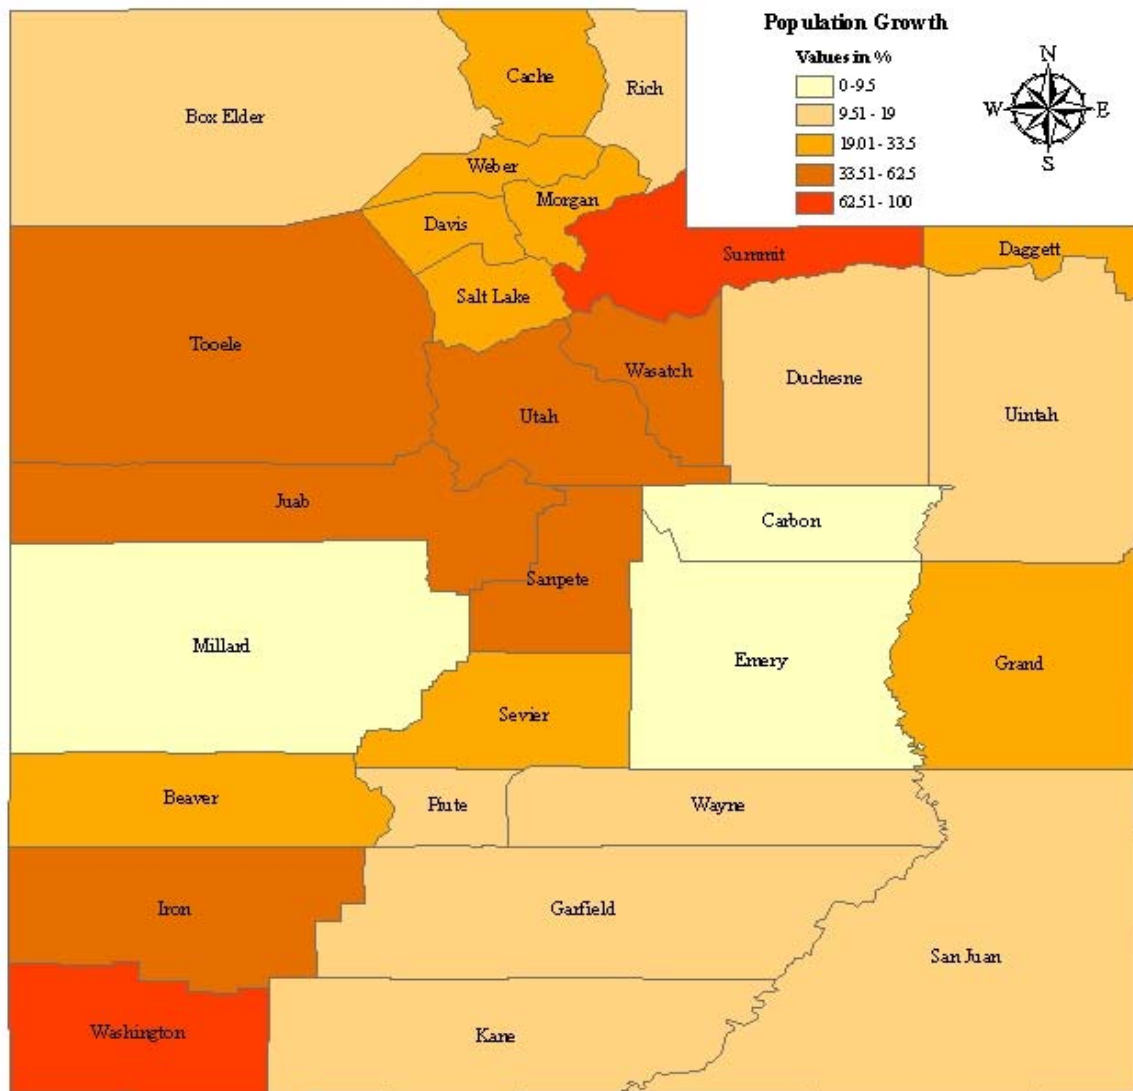 Population Growth
Values in %
0-9.5
9.51 - 19
19.01 - 33.5
33.51 - 62.5
62.51 - 100
N
W
E
S
Cache
Rich
Box Elder
Weber
Morgan
Davis
Summit
Daggett
Salt Lake
Tooele
Wasatch
Duchesne
Utah
Uintah
Juab
Carbon
Sanpete
Millard
Emery
Grand
Sevier
Beaver
Piute
Wayne
Iron
Garfield
San Juan
Washington
Kane